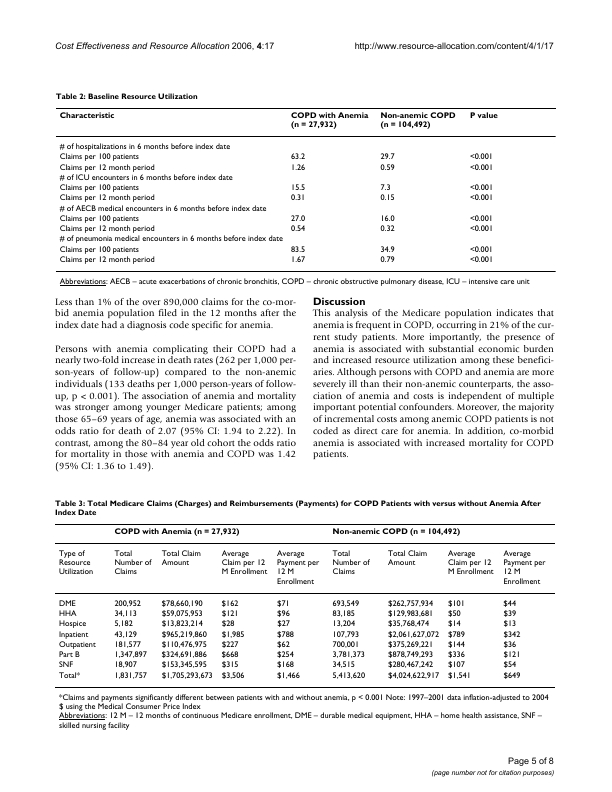 Cost Effectiveness and Resource Allocation 2006, 4:17 http://www.resource-allocation.com/content/4/1/17
Table 2: Baseline Resource Utilization
Characteristic COPD with Anemia (n = 27,932) Non-anemic COPD (n = 104,492) P value
# of hospitalizations in 6 months before index date
Claims per 100 patients 63.2 29.7 <0.001
Claims per 12 month period 1.26 0.59 <0.001
# of ICU encounters in 6 months before index date
Claims per 100 patients 15.5 7.3 <0.001
Claims per 12 month period 0.31 0.15 <0.001
# of AECB medical encounters in 6 months before index date
Claims per 100 patients 27.0 16.0 <0.001
Claims per 12 month period 0.54 0.32 <0.001
# of pneumonia medical encounters in 6 months before index date
Claims per 100 patients 83.5 34.9 <0.001
Claims per 12 month period 1.67 0.79 <0.001
Abbreviations: AECB – acute exacerbations of chronic bronchitis, COPD – chronic obstructive pulmonary disease, ICU – intensive care unit
Less than 1% of the over 890,000 claims for the co-mor-
bid anemia population filed in the 12 months after the
index date had a diagnosis code specific for anemia.
Persons with anemia complicating their COPD had a
nearly two-fold increase in death rates (262 per 1,000 per-
son-years of follow-up) compared to the non-anemic
individuals (133 deaths per 1,000 person-years of follow-
up, p < 0.001). The association of anemia and mortality
was stronger among younger Medicare patients; among
those 65–69 years of age, anemia was associated with an
odds ratio for death of 2.07 (95% CI: 1.94 to 2.22). In
contrast, among the 80–84 year old cohort the odds ratio
for mortality in those with anemia and COPD was 1.42
(95% CI: 1.36 to 1.49).
Discussion
This analysis of the Medicare population indicates that
anemia is frequent in COPD, occurring in 21% of the cur-
rent study patients. More importantly, the presence of
anemia is associated with substantial economic burden
and increased resource utilization among these benefici-
aries. Although persons with COPD and anemia are more
severely ill than their non-anemic counterparts, the asso-
ciation of anemia and costs is independent of multiple
important potential confounders. Moreover, the majority
of incremental costs among anemic COPD patients is not
coded as direct care for anemia. In addition, co-morbid
anemia is associated with increased mortality for COPD
patients.
Table 3: Total Medicare Claims (Charges) and Reimbursements (Payments) for COPD Patients with versus without Anemia After
Index Date
COPD with Anemia (n = 27,932) Non-anemic COPD (n = 104,492)
Type of Resource Utilization Total Number of Claims Total Claim Amount Average Claim per 12 M Enrollment Average Payment per 12 M Enrollment Total Number of Claims Total Claim Amount Average Claim per 12 M Enrollment Average Payment per 12 M Enrollment
DME 200,952 $78,660,190 $162 $71 693,549 $262,757,934 $101 $44
HHA 34,113 $59,075,953 $121 $96 83,185 $129,983,681 $50 $39
Hospice 5,182 $13,823,214 $28 $27 13,204 $35,768,474 $14 $13
Inpatient 43,129 $965,219,860 $1,985 $788 107,793 $2,061,627,072 $789 $342
Outpatient 181,577 $110,476,975 $227 $62 700,001 $375,269,221 $144 $36
Part B 1,347,897 $324,691,886 $668 $254 3,781,373 $878,749,293 $336 $121
SNF 18,907 $153,345,595 $315 $168 34,515 $280,467,242 $107 $54
Total* 1,831,757 $1,705,293,673 $3,506 $1,466 5,413,620 $4,024,622,917 $1,541 $649
*Claims and payments significantly different between patients with and without anemia, p < 0.001 Note: 1997–2001 data inflation-adjusted to 2004
$ using the Medical Consumer Price Index
Abbreviations: 12 M – 12 months of continuous Medicare enrollment, DME – durable medical equipment, HHA – home health assistance, SNF –
skilled nursing facility
Page 5 of 8
(page number not for citation purposes)